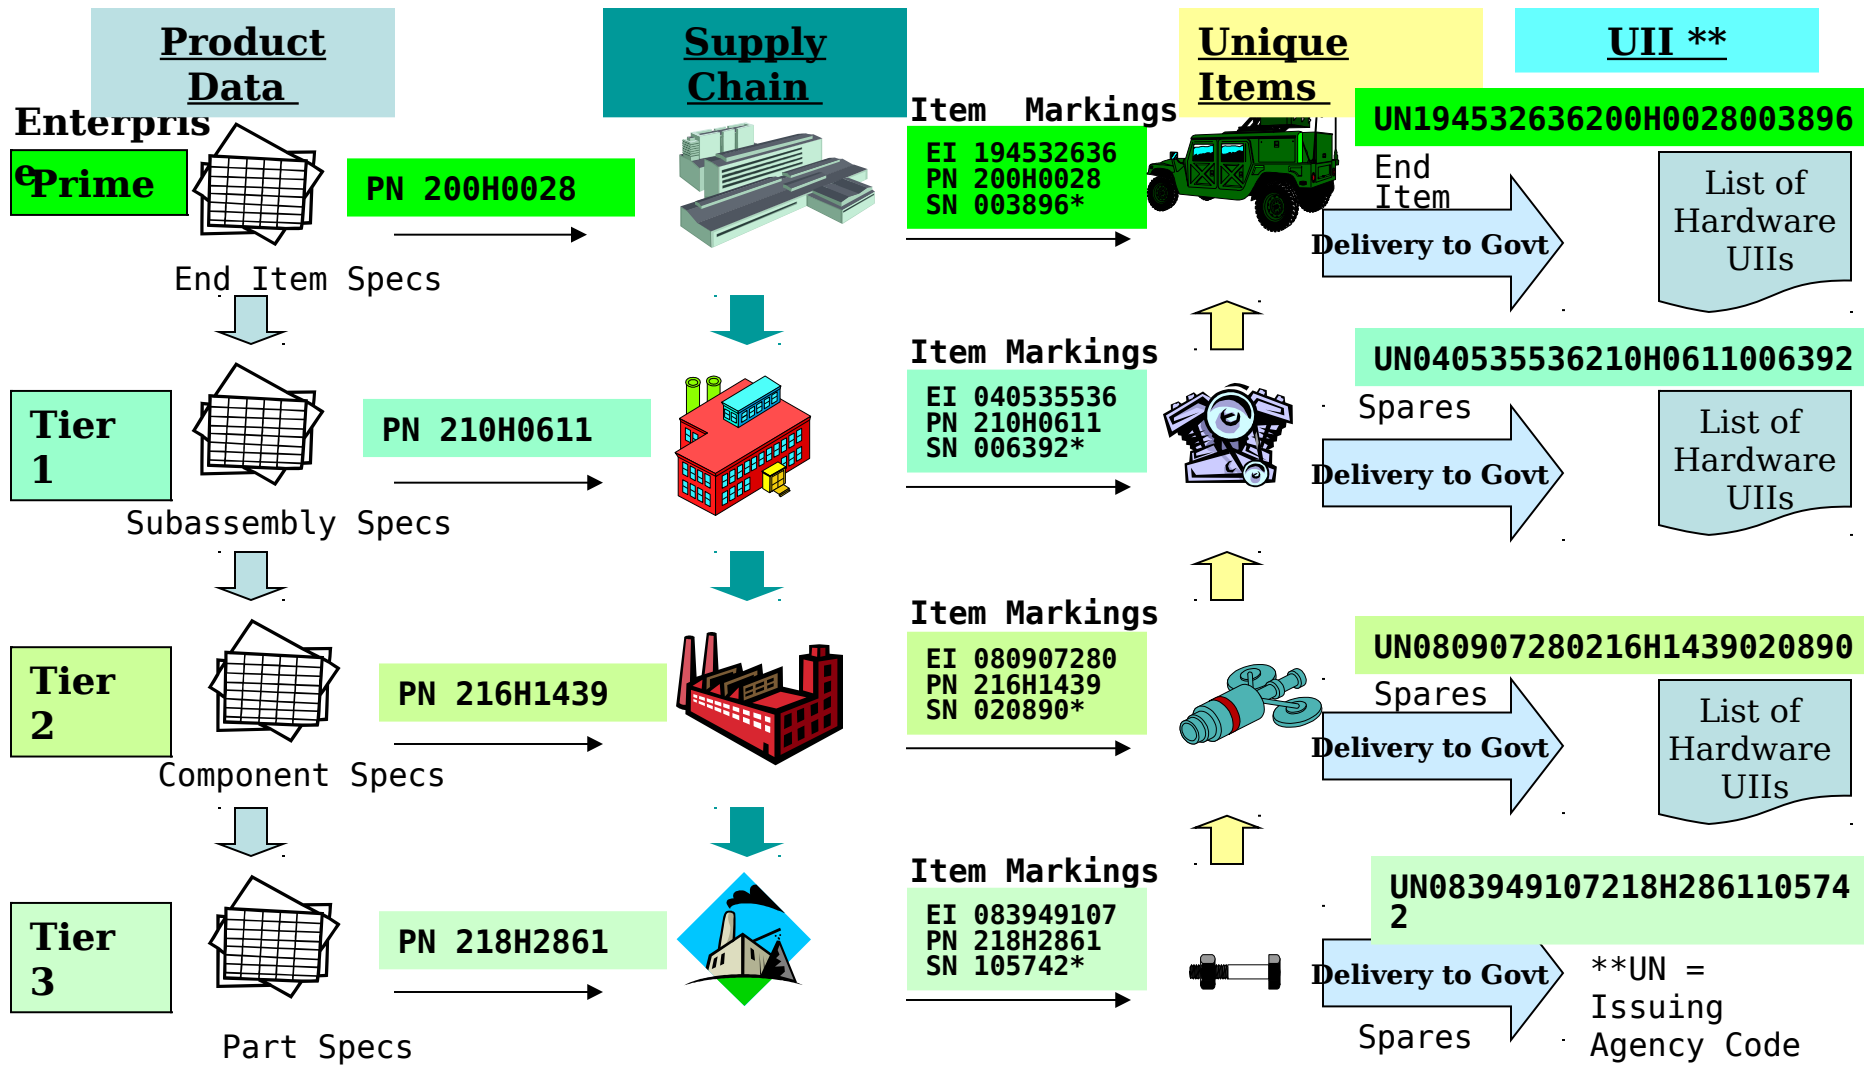 Product
Data
Supply
Chain
Unique
Items
UII **
Enterpris
e
Prime
PN 200H0028
End Item Specs
Item Markings
EI 194532636
PN 200H0028
SN 003896*
UN194532636200H0028003896
End
Item
Delivery to Govt
List of
Hardware
UIIs
Tier
1
PN 210H0611
Subassembly Specs
Item Markings
EI 040535536
PN 210H0611
SN 006392*
UN040535536210H0611006392
Spares
Delivery to Govt
List of
Hardware
UIIs
Tier
2
PN 216H1439
Component Specs
Item Markings
EI 080907280
PN 216H1439
SN 020890*
UN080907280216H1439020890
Spares
Delivery to Govt
List of
Hardware
UIIs
Tier
3
PN 218H2861
Part Specs
Item Markings
EI 083949107
PN 218H2861
SN 105742*
UN083949107218H286110574
2
Delivery to Govt
Spares
**UN =
Issuing
Agency Code